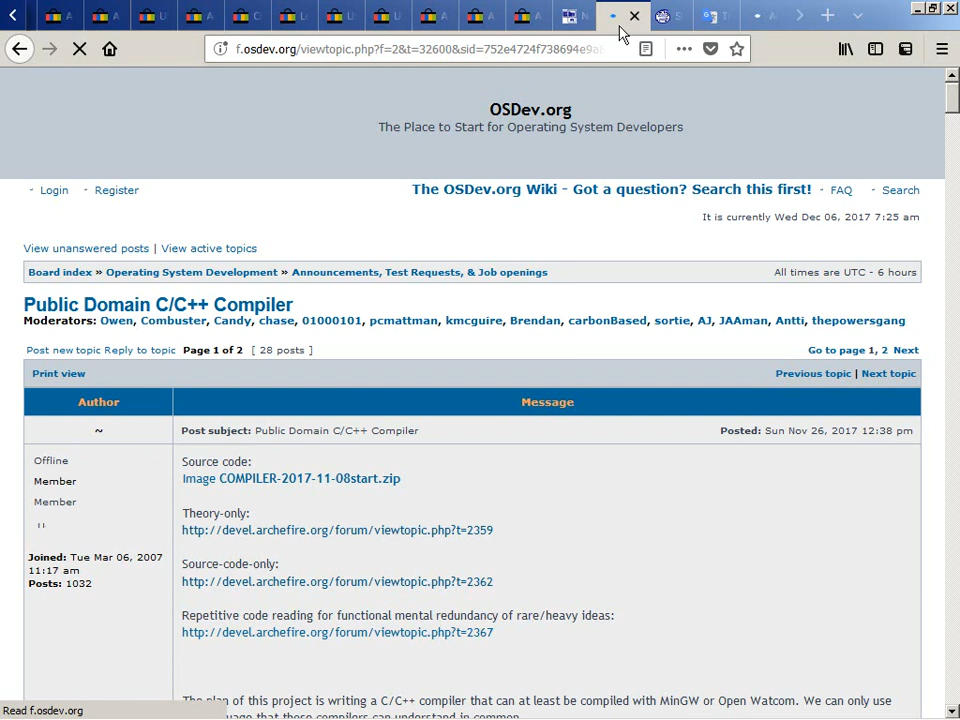 f.osdev.org/viewtopic.php?f=2&t=32600&sid=752e4724f738694e9a
OSDev.org
The Place to Start for Operating System Developers
Login Register The OSDev.org Wiki - Got a question? Search this first! FAQ Search
It is currently Wed Dec 06, 2017 7:25 am
View unanswered posts | View active topics
Board index » Operating System Development » Announcements, Test Requests, & Job openings All times are UTC - 6 hours
Public Domain C/C++ Compiler
Moderators: Owen, Combuster, Candy, chase, 01000101, pcmattman, kmcguire, Brendan, carbonBased, sortie, AJ, JAAman, Antti, thepowersgang
Post new topic Reply to topic Page 1 of 2 [ 28 posts ] Go to page 1, 2 Next
Print view Previous topic | Next topic
Author Message
~ Post subject: Public Domain C/C++ Compiler Posted: Sun Nov 26, 2017 12:38 pm
Offline
Member
Member
Joined: Tue Mar 06, 2007
11:17 am
Posts: 1032
Source code:
Image COMPILER-2017-11-08start.zip
Theory-only:
http://devel.archefire.org/forum/viewtopic.php?t=2359
Source-code-only:
http://devel.archefire.org/forum/viewtopic.php?t=2362
Repetitive code reading for functional mental redundancy of rare/heavy ideas:
http://devel.archefire.org/forum/viewtopic.php?t=2367
The plan of this project is writing a C/C++ compiler that can at least be compiled with MinGW or Open Watcom. We can only use
that those compilers can understand in common
Read f.osdev.org